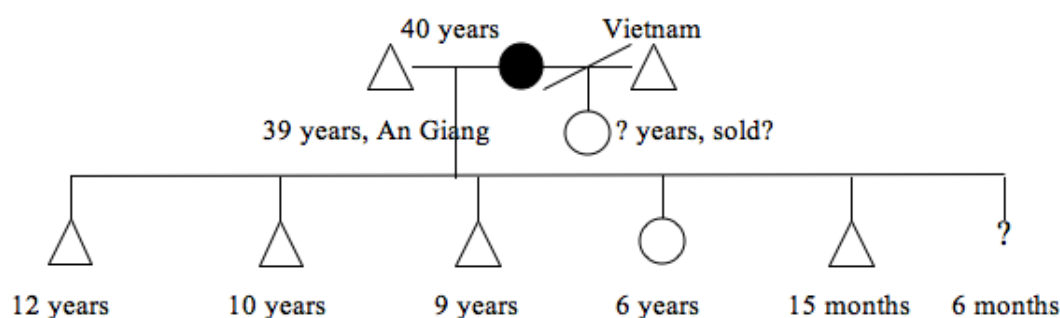 40 years
Vietnam
39 years, An Giang
? years, sold?
?
12 years
10 years
9 years
6 years
15 months
6 months